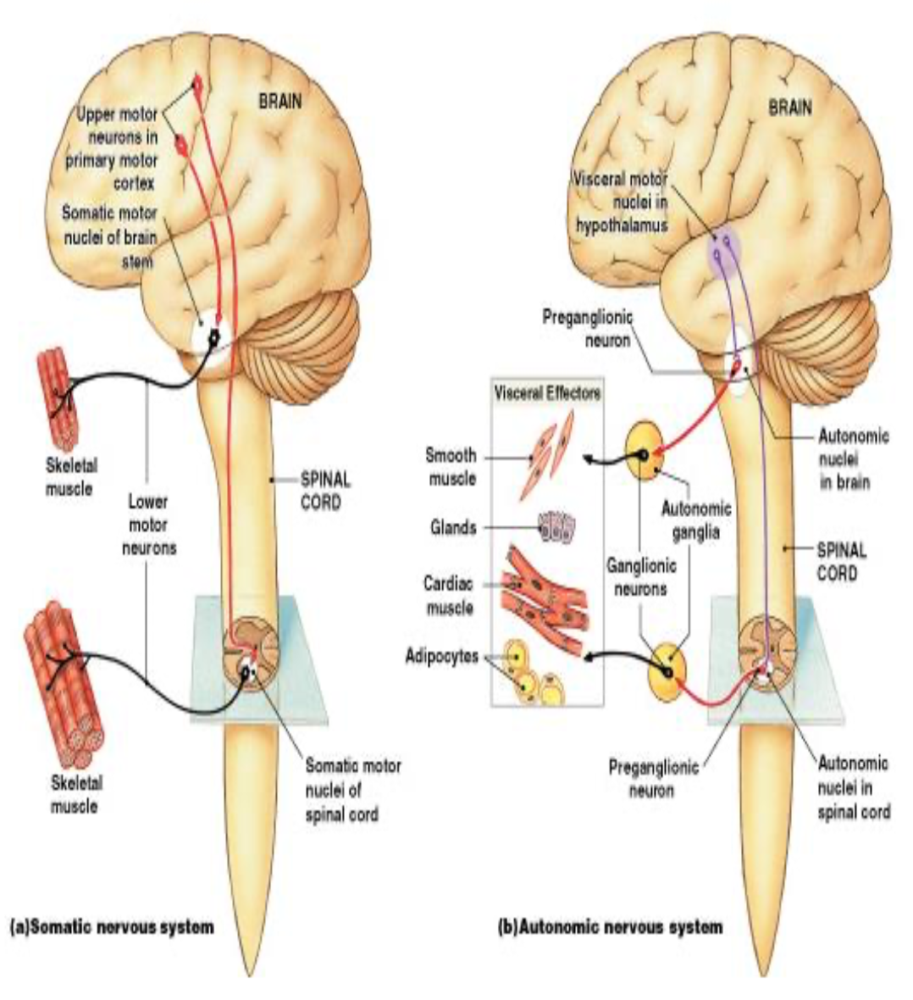 BRAIN
Upper motor
neurons in
primary motor
cortex
Somatic motor
nuclei of brain
stem
Skeletal
muscle
Lower
motor
neurons
SPINAL
CORD
Skeletal
muscle
Somatic motor
nuclei of
spinal cord
(a)Somatic nervous system
BRAIN
Visceral motor
nuclei in
hypothalamus
Preganglionic
neuron
Visceral Effectors
Smooth
muscle
Glands
Cardiac
muscle
Adipocytes
Autonomic
nuclei
in brain
Autonomic
ganglia
Ganglionic
neurons
SPINAL
CORD
Preganglionic
neuron
Autonomic
nuclei in
spinal cord
(b)Autonomic nervous system